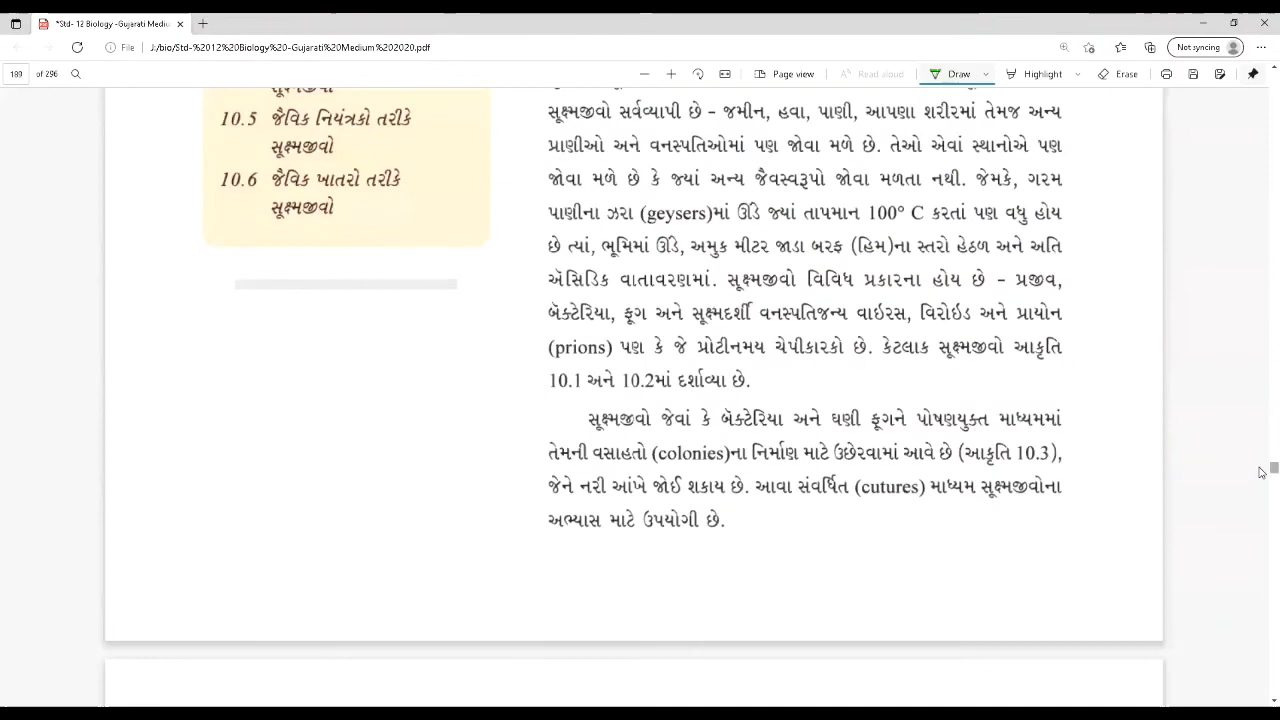 *Std- 12 Biology -Gujarati Mediu
File
J:/bio/Std-%2012%20Biology%20-Gujarati%20Medium%202020.pdf
Not syncing
189 of 296
Page view
Read aloud
Draw
Highlight
Erase
સૂક્ષ્મજીવો
10.5 જૈવિક નિયંત્રકો તરીકે
સૂક્ષ્મજીવો
10.6 જૈવિક ખાતરો તરીકે
સૂક્ષ્મજીવો
સૂક્ષ્મજીવો સર્વવ્યાપી છે - જમીન, હવા, પાણી, આપણા શરીરમાં તેમજ અન્ય
પ્રાણીઓ અને વનસ્પતિઓમાં પણ જોવા મળે છે. તેઓ એવાં સ્થાનોએ પણ
જોવા મળે છે કે જ્યાં અન્ય જૈવસ્વરૂપો જોવા મળતા નથી. જેમકે, ગરમ
પાણીના ઝરા (geysers)માં ઊંડે જ્યાં તાપમાન 100° C કરતાં પણ વધુ હોય
છે ત્યાં, ભૂમિમાં ઊંડે, અમુક મીટર જાડા બરફ (હિમ)ના સ્તરો હેઠળ અને અતિ
ઍસિડિક વાતાવરણમાં. સૂક્ષ્મજીવો વિવિધ પ્રકારના હોય છે - પ્રજીવ,
બૅક્ટેરિયા, ફૂગ અને સૂક્ષ્મદર્શી વનસ્પતિજન્ય વાઇરસ, વિરોઇડ અને પ્રાયોન
(prions) પણ કે જે પ્રોટીનમય ચેપીકારકો છે. કેટલાક સૂક્ષ્મજીવો આકૃતિ
10.1 અને 10.2માં દર્શાવ્યા છે.
સૂક્ષ્મજીવો જેવાં કે બૅક્ટેરિયા અને ઘણી ફૂગને પોષણયુક્ત માધ્યમમાં
તેમની વસાહતો (colonies)ના નિર્માણ માટે ઉછેરવામાં આવે છે (આકૃતિ 10.3),
જેને નરી આંખે જોઈ શકાય છે. આવા સંવર્ધિત (cutures) માધ્યમ સૂક્ષ્મજીવોના
અભ્યાસ માટે ઉપયોગી છે.